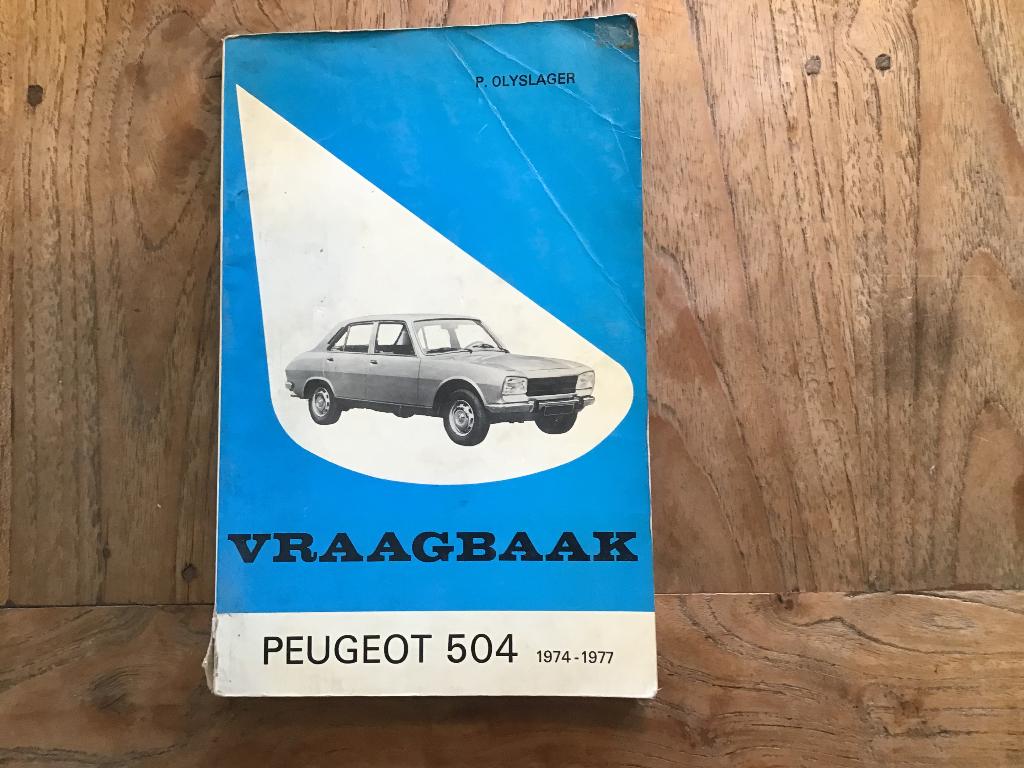 P. OLYSLAGER
VRAAGBAAK
PEUGEOT 504 1974-1977